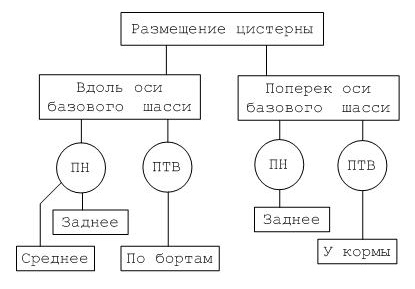 Размещение цистерны
Вдоль оси
базового шасси
Поперек оси
базового шасси
ПН
ПТВ
ПН
ПТВ
Заднее
Заднее
Среднее
По бортам
У кормы